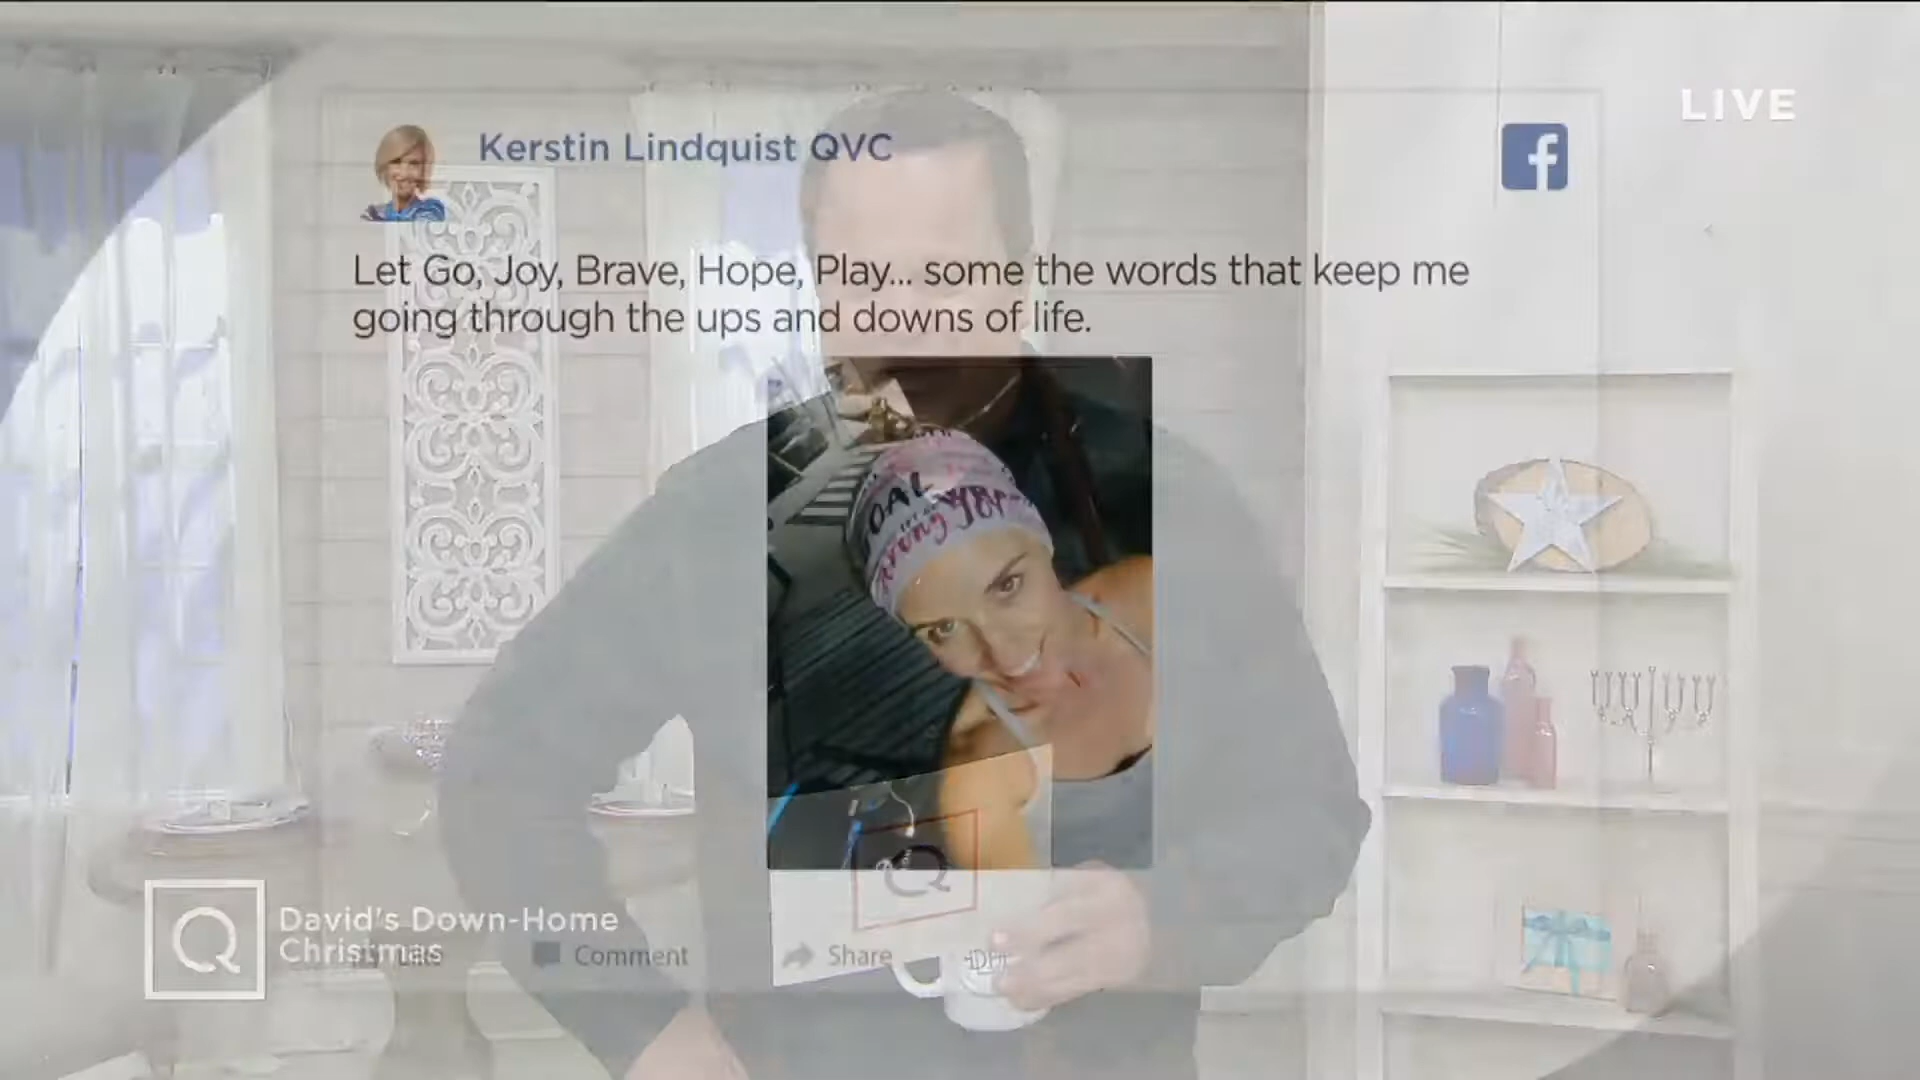 LIVE
Kerstin Lindquist QVC
Let Go, Joy, Brave, Hope, Play... some the words that keep me
going through the ups and downs of life.
David's Down-Home
Christmas
Comment
Share